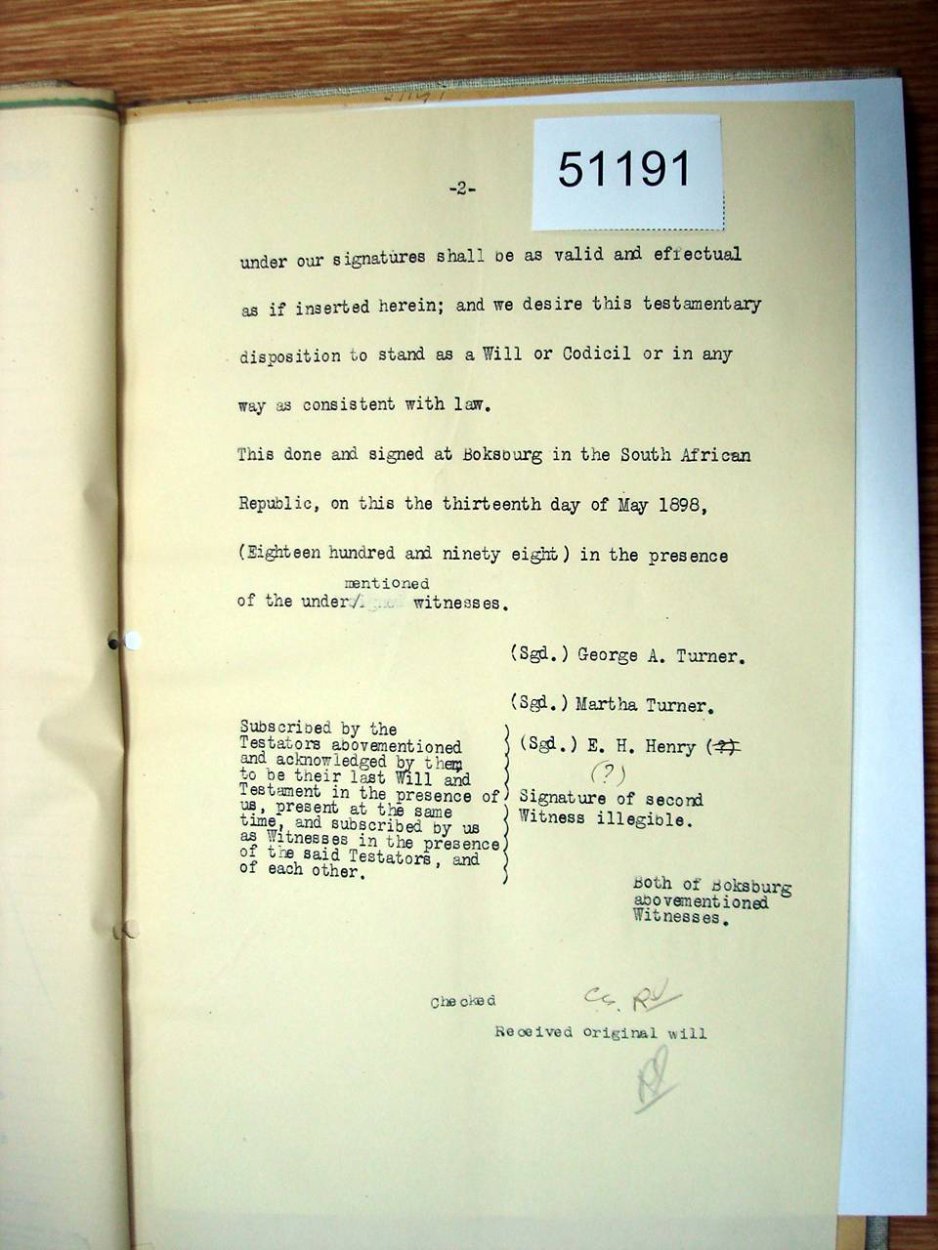 51191
-2-
under our signatures shall be as valid and effectual
as if inserted herein; and we desire this testamentary
disposition to stand as a Will or Codicil or in any
way as consistent with law.
This done and signed at Boksburg in the South African
Republic, on this the thirteenth day of May 1898,
(Eighteen hundred and ninety eight) in the presence
mentioned
of the under/ witnesses.
(Sgd.) George A. Turner.
(Sgd.) Martha Turner.
Subscribed by the
Testators abovementioned
and acknowledged by them
to be their last Will and
Testament in the presence of
us, present at the same
time, and subscribed by us
as Witnesses in the presence
of the said Testators, and
of each other.
(Sgd.) E. H. Henry (?)
(?)
Signature of second
Witness illegible.
Both of Boksburg
abovementioned
Witnesses.
Checked
Received original will